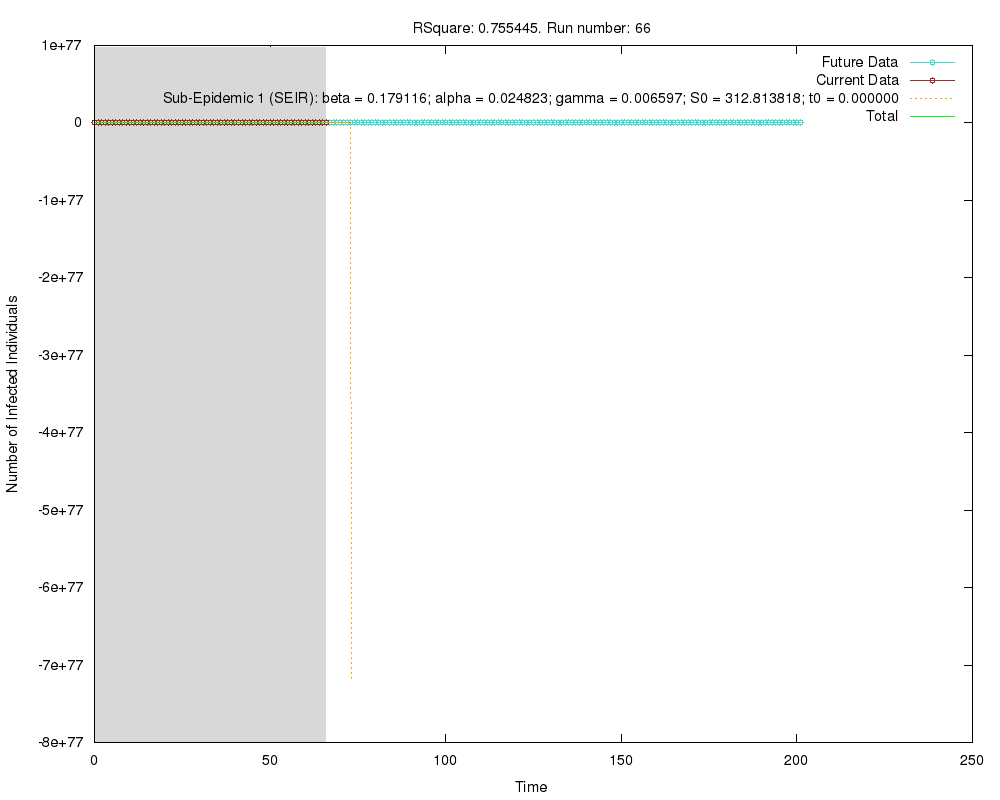 RSquare: 0.755445. Run number: 66
1e+77
0
-1e+77
-2e+77
-3e+77
-4e+77
-5e+77
-6e+77
-7e+77
-8e+77
Number of Infected Individuals
Future Data
Current Data
Sub-Epidemic 1 (SEIR): beta = 0.179116; alpha = 0.024823; gamma = 0.006597; S0 = 312.813818; t0 = 0.000000
Total
0 50 100 150 200 250
Time